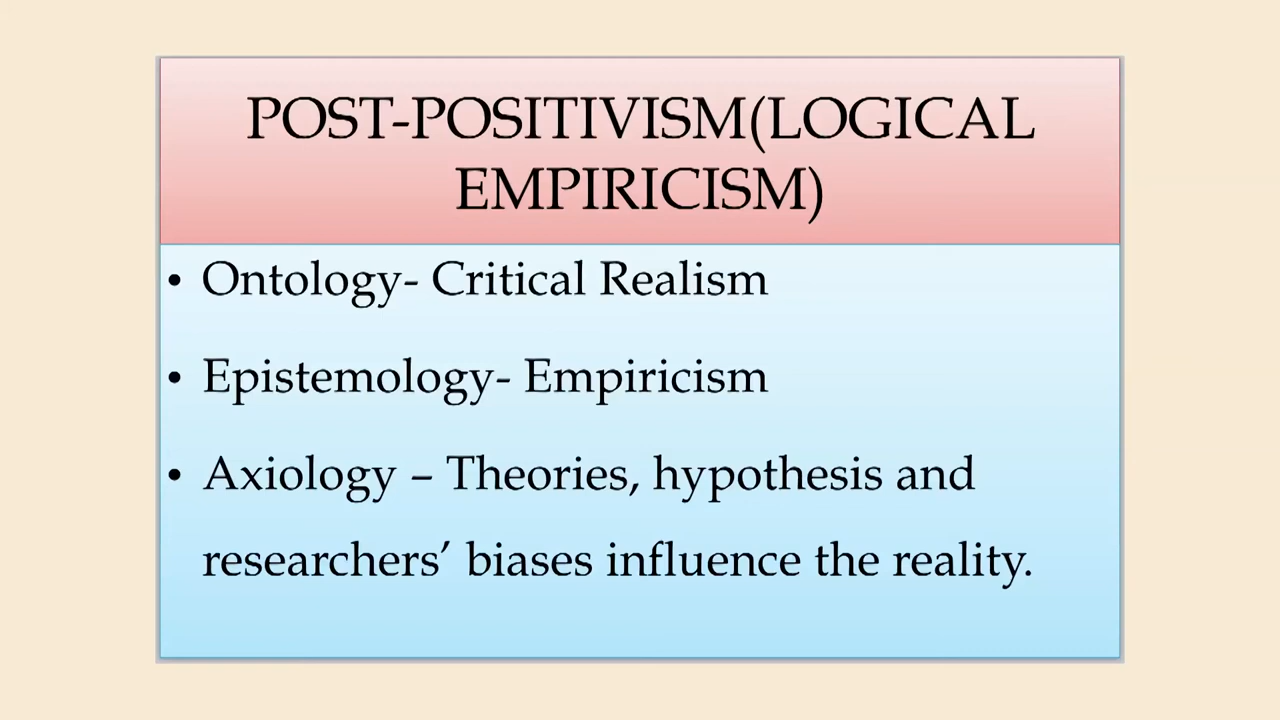 POST-POSITIVISM(LOGICAL
EMPIRICISM)
• Ontology- Critical Realism
• Epistemology- Empiricism
• Axiology – Theories, hypothesis and
researchers’ biases influence the reality.